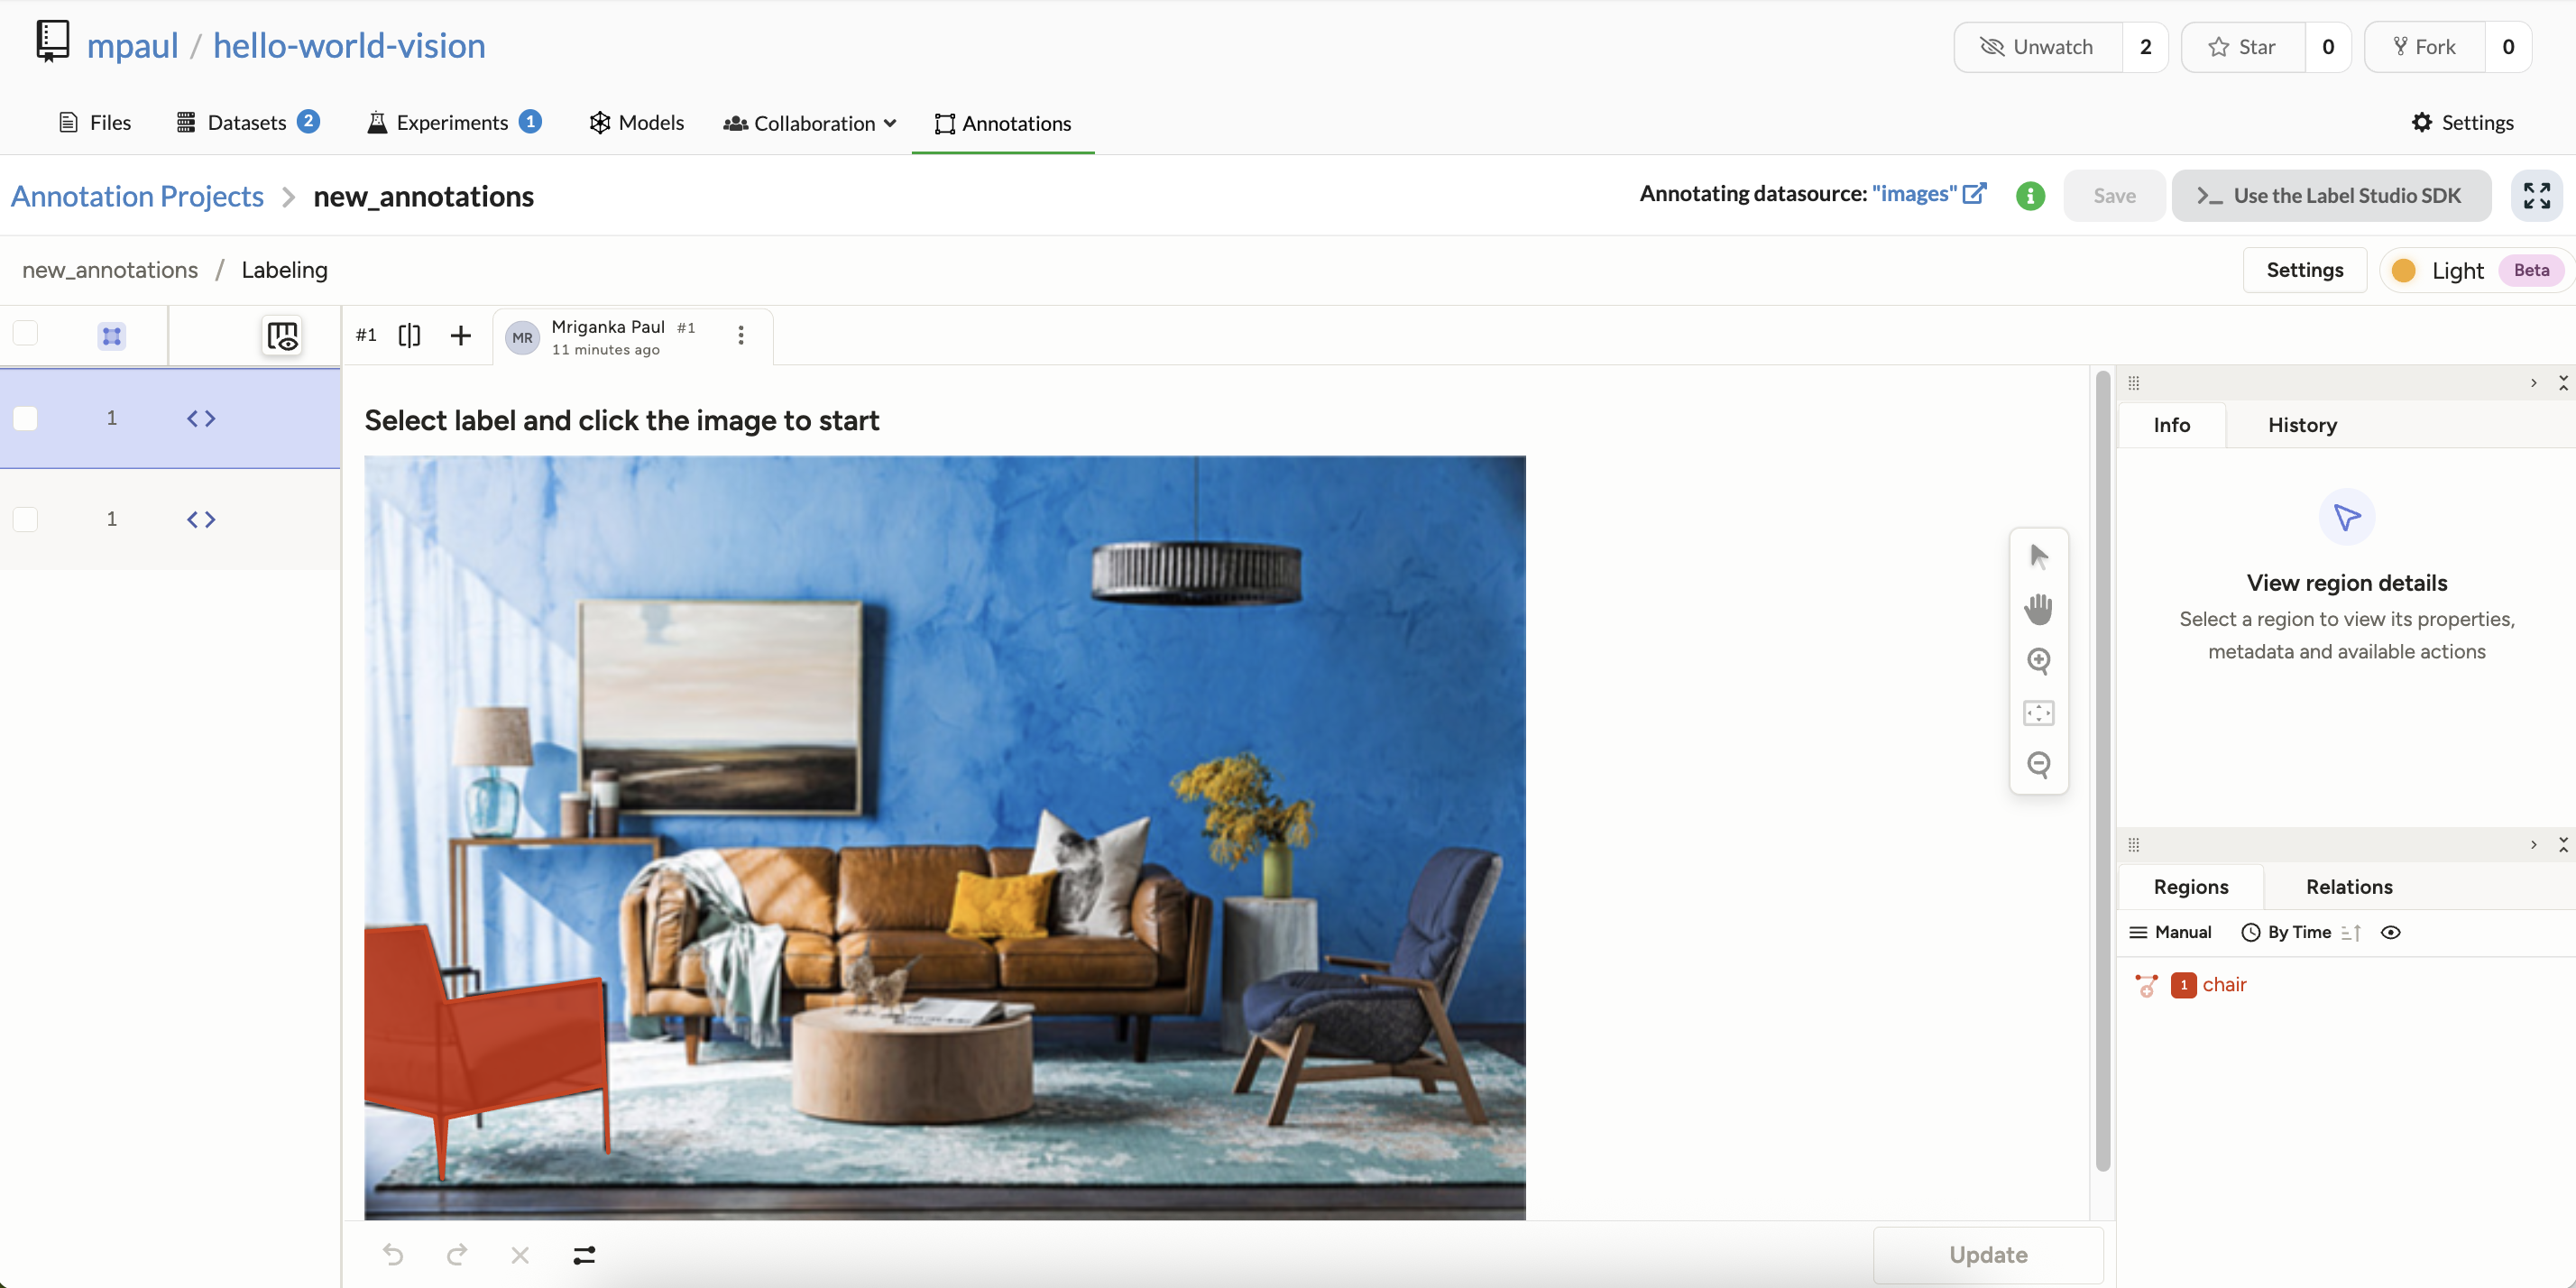 mpaul / hello-world-vision
Unwatch 2 Star 0 Fork 0
Files Datasets 2 Experiments 1 Models Collaboration Annotations Settings
Annotation Projects > new_annotations
Annotating datasource: "images" Save Use the Label Studio SDK
new_annotations / Labeling
Settings Light Beta
#1 MR Mriganka Paul #1
11 minutes ago
1
1
Select label and click the image to start
Info History
View region details
Select a region to view its properties,
metadata and available actions
Regions Relations
Manual By Time
1 chair
Update